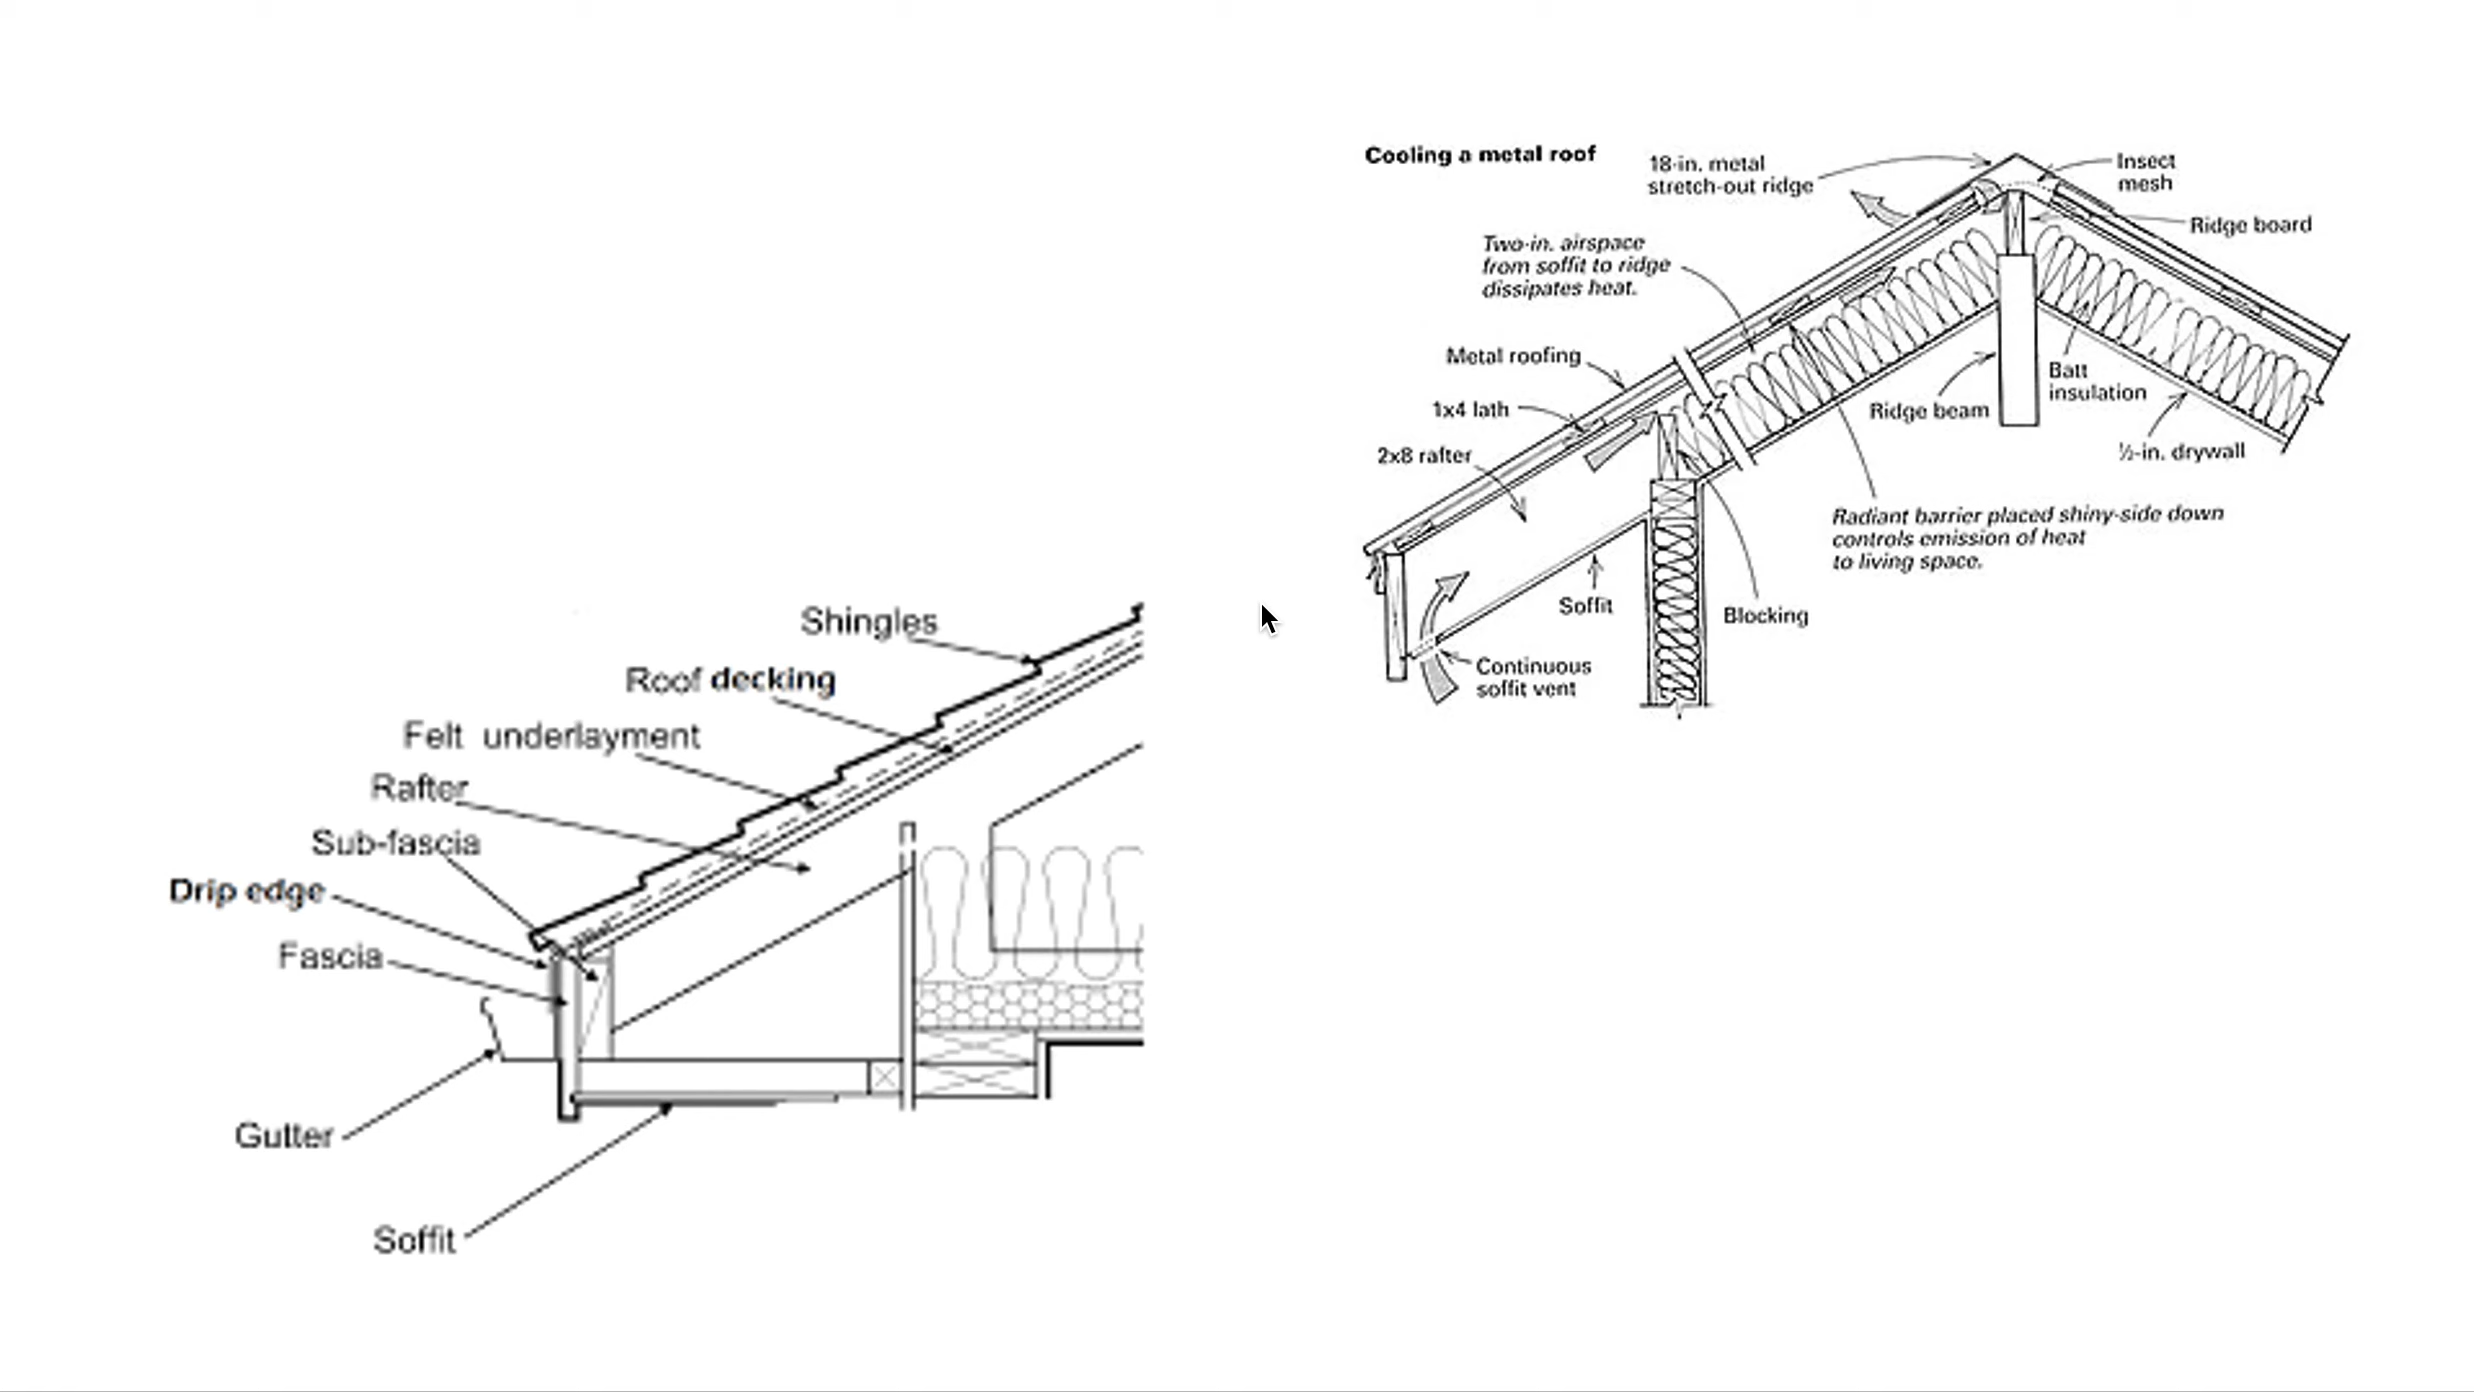 Cooling a metal roof
18-in. metal
stretch-out ridge
Insect
mesh
Ridge board
Two-in. airspace
from soffit to ridge
dissipates heat.
Metal roofing
1x4 lath
2x8 rafter
Ridge beam
Batt
insulation
½-in. drywall
Radiant barrier placed shiny-side down
controls emission of heat
to living space.
Soffit
Blocking
Continuous
soffit vent
Shingles
Roof decking
Felt underlayment
Rafter
Sub-fascia
Drip edge
Fascia
Gutter
Soffit